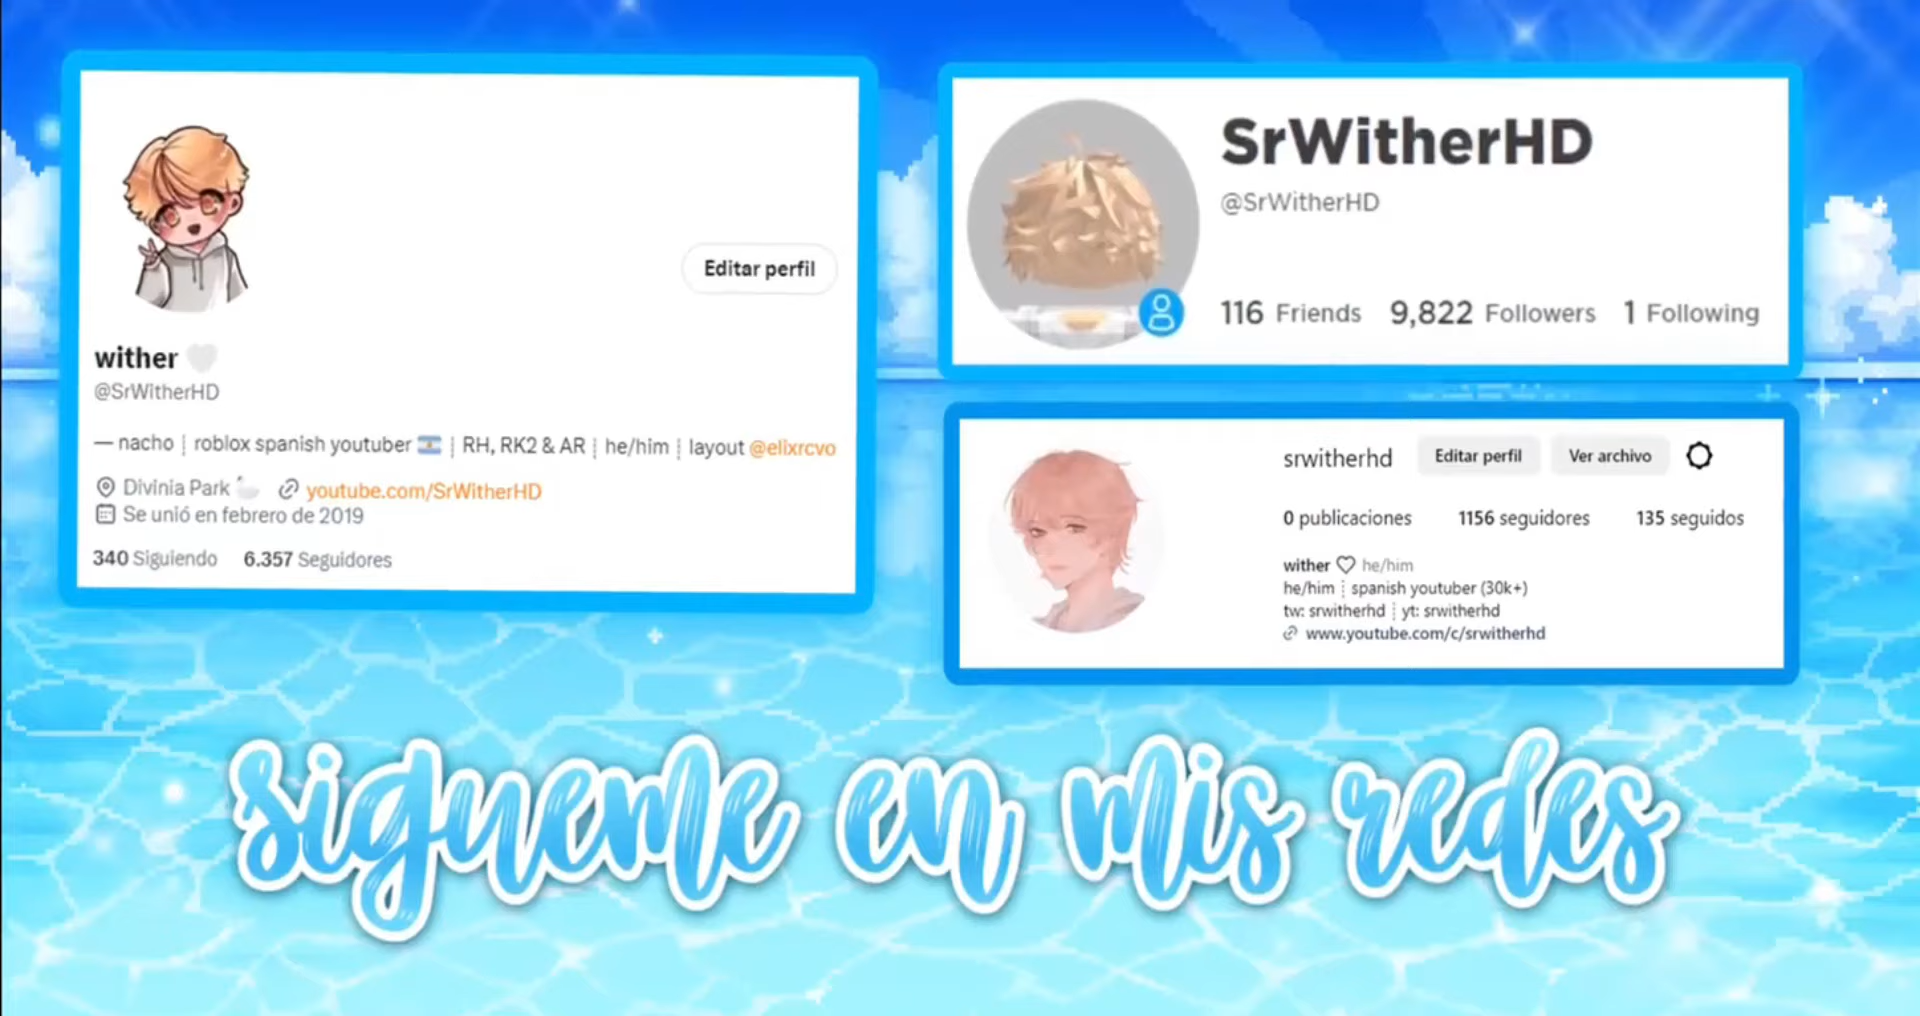 Editar perfil
wither 🤍
@SrWitherHD
— nacho ┆ roblox spanish youtuber 🇦🇷 | RH, RK2 & AR ┆ he/him ┆ layout @elixrcvo
Divinia Park 🦢 youtube.com/SrWitherHD
Se unió en febrero de 2019
340 Siguiendo 6.357 Seguidores
SrWitherHD
@SrWitherHD
116 Friends 9,822 Followers 1 Following
srwitherhd Editar perfil Ver archivo
0 publicaciones 1156 seguidores 135 seguidos
wither ♡ he/him
he/him ┆ spanish youtuber (30k+)
tw: srwitherhd ┆ yt: srwitherhd
www.youtube.com/c/srwitherhd
sigueme en mis redes